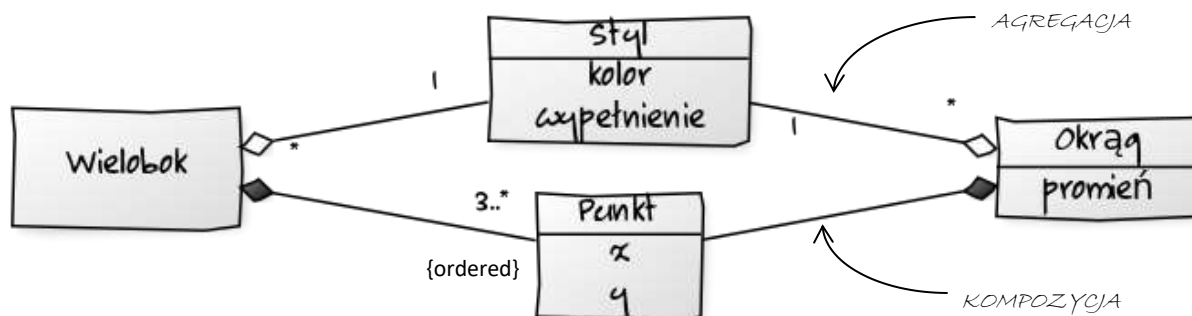 AGREGACJA
Styl
kolor
wypełnienie
1
*
1
*
Wielobok
Okrąg
promień
3..*
{ordered}
Punkt
x
y
KOMPOZYCJA